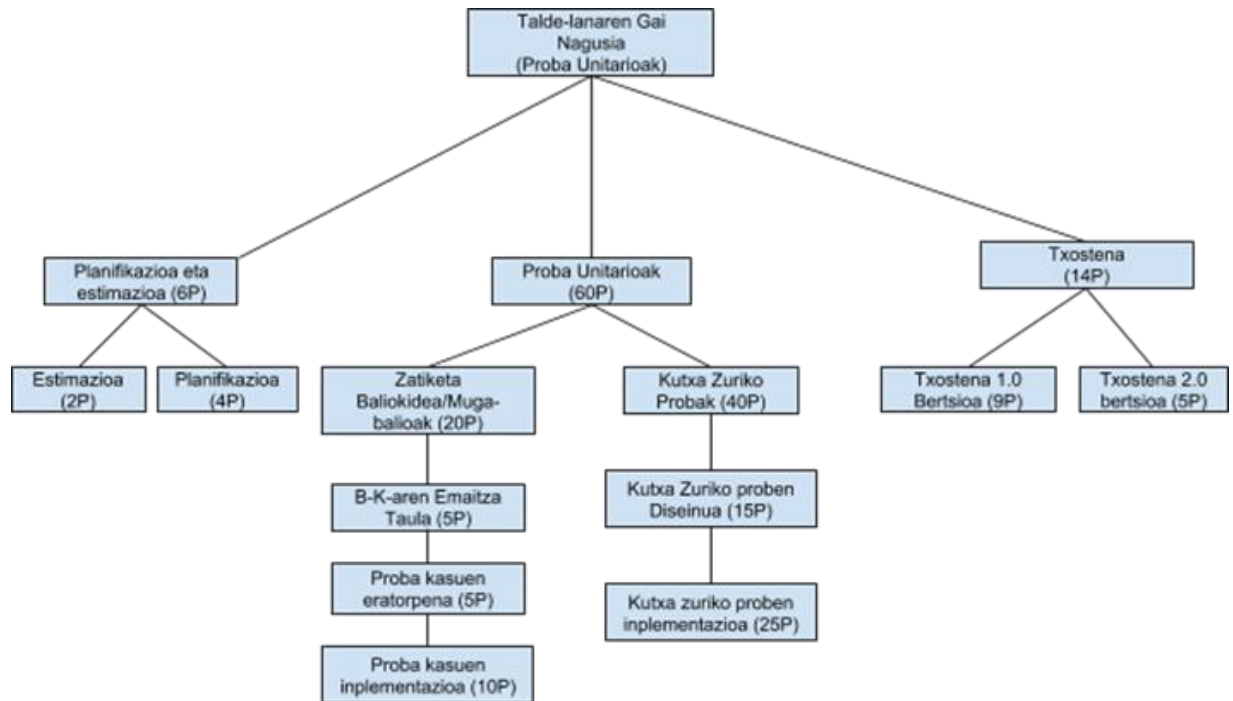 Talde-lanaren Gai
Nagusia
(Proba Unitarioak)
Planifikazioa eta
estimazioa (6P)
Proba Unitarioak
(60P)
Txostena
(14P)
Estimazioa
(2P)
Planifikazioa
(4P)
Zatiketa
Baliokidea/Muga-
balioak (20P)
Kutxa Zuriko
Probak (40P)
Txostena 1.0
Bertsioa (9P)
Txostena 2.0
bertsioa (5P)
B-K-aren Emaitza
Taula (5P)
Kutxa Zuriko proben
Diseinua (15P)
Proba kasuen
eratorpena (5P)
Kutxa zuriko proben
inplementazioa (25P)
Proba kasuen
inplementazioa (10P)